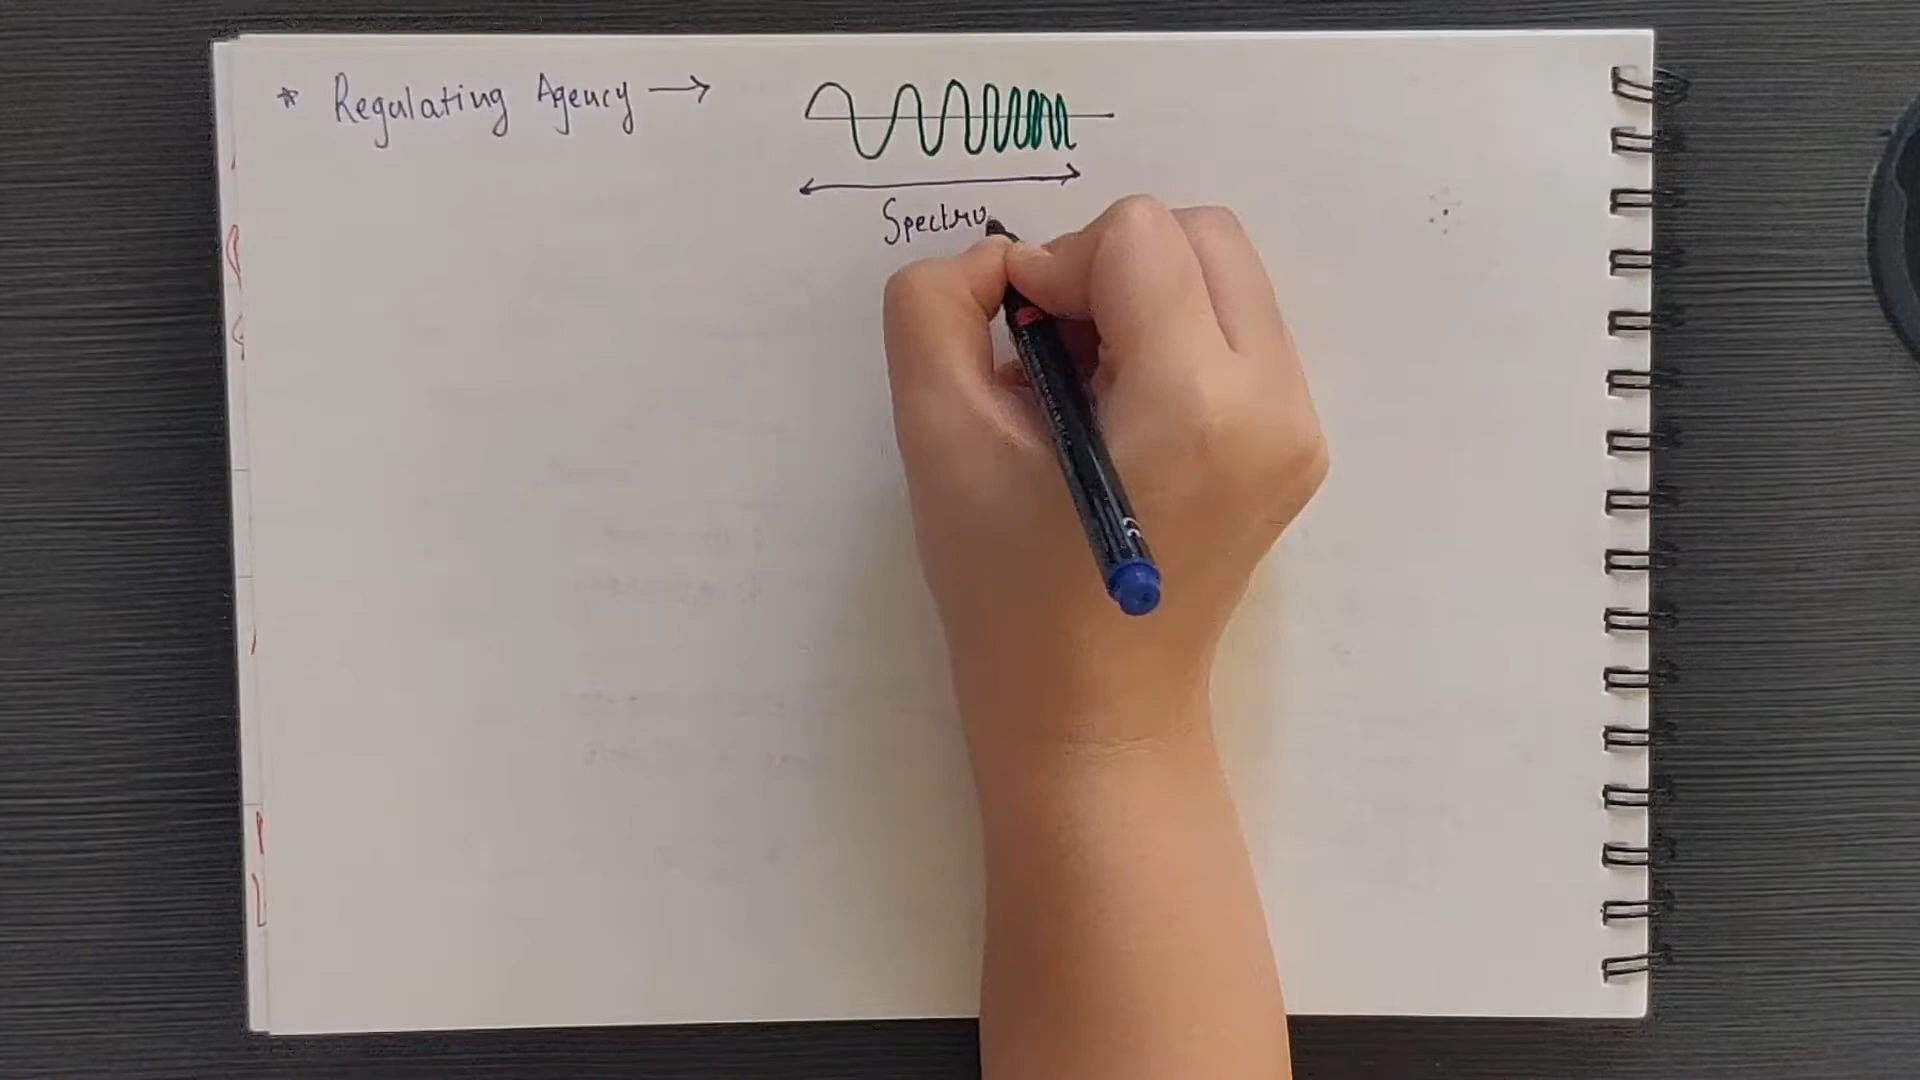 * Regulating Agency →
Spectru